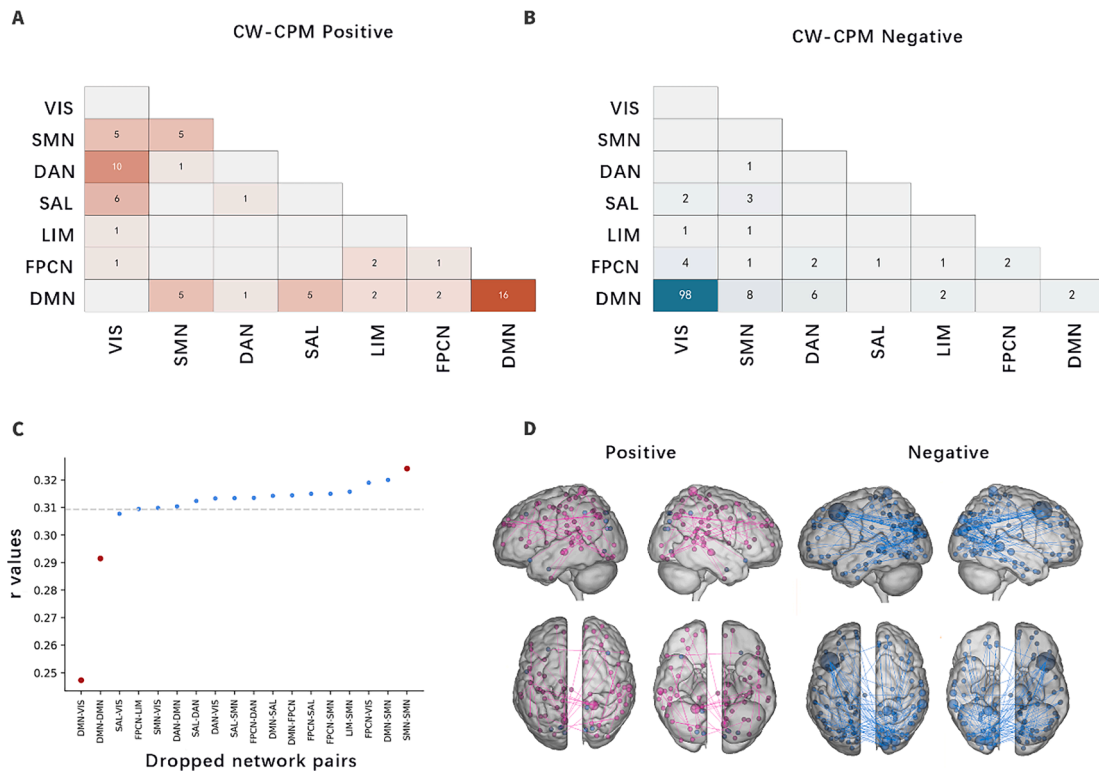 A
CW-CPM Positive
VIS
SMN 5 5
DAN 10 1
SAL 6 1
LIM 1
FPCN 1 2 1
DMN 5 1 5 2 2 16
VIS SMN DAN SAL LIM FPCN DMN
B
CW-CPM Negative
VIS
SMN
DAN 1
SAL 2 3
LIM 1 1
FPCN 4 1 2 1 1 2
DMN 98 8 6 2 2
VIS SMN DAN SAL LIM FPCN DMN
C
r values
0.32
0.31
0.30
0.29
0.28
0.27
0.26
0.25
DMN-VIS DMN-DMN SAL-VIS FPCN-LIM SMN-VIS DAN-DMN SAL-DAN DAN-VIS SAL-SMN FPCN-DAN DMN-SAL DMN-FPCN FPCN-SAL FPCN-SMN LIM-SMN FPCN-VIS DMN-SMN SMN-SMN
Dropped network pairs
D
Positive Negative